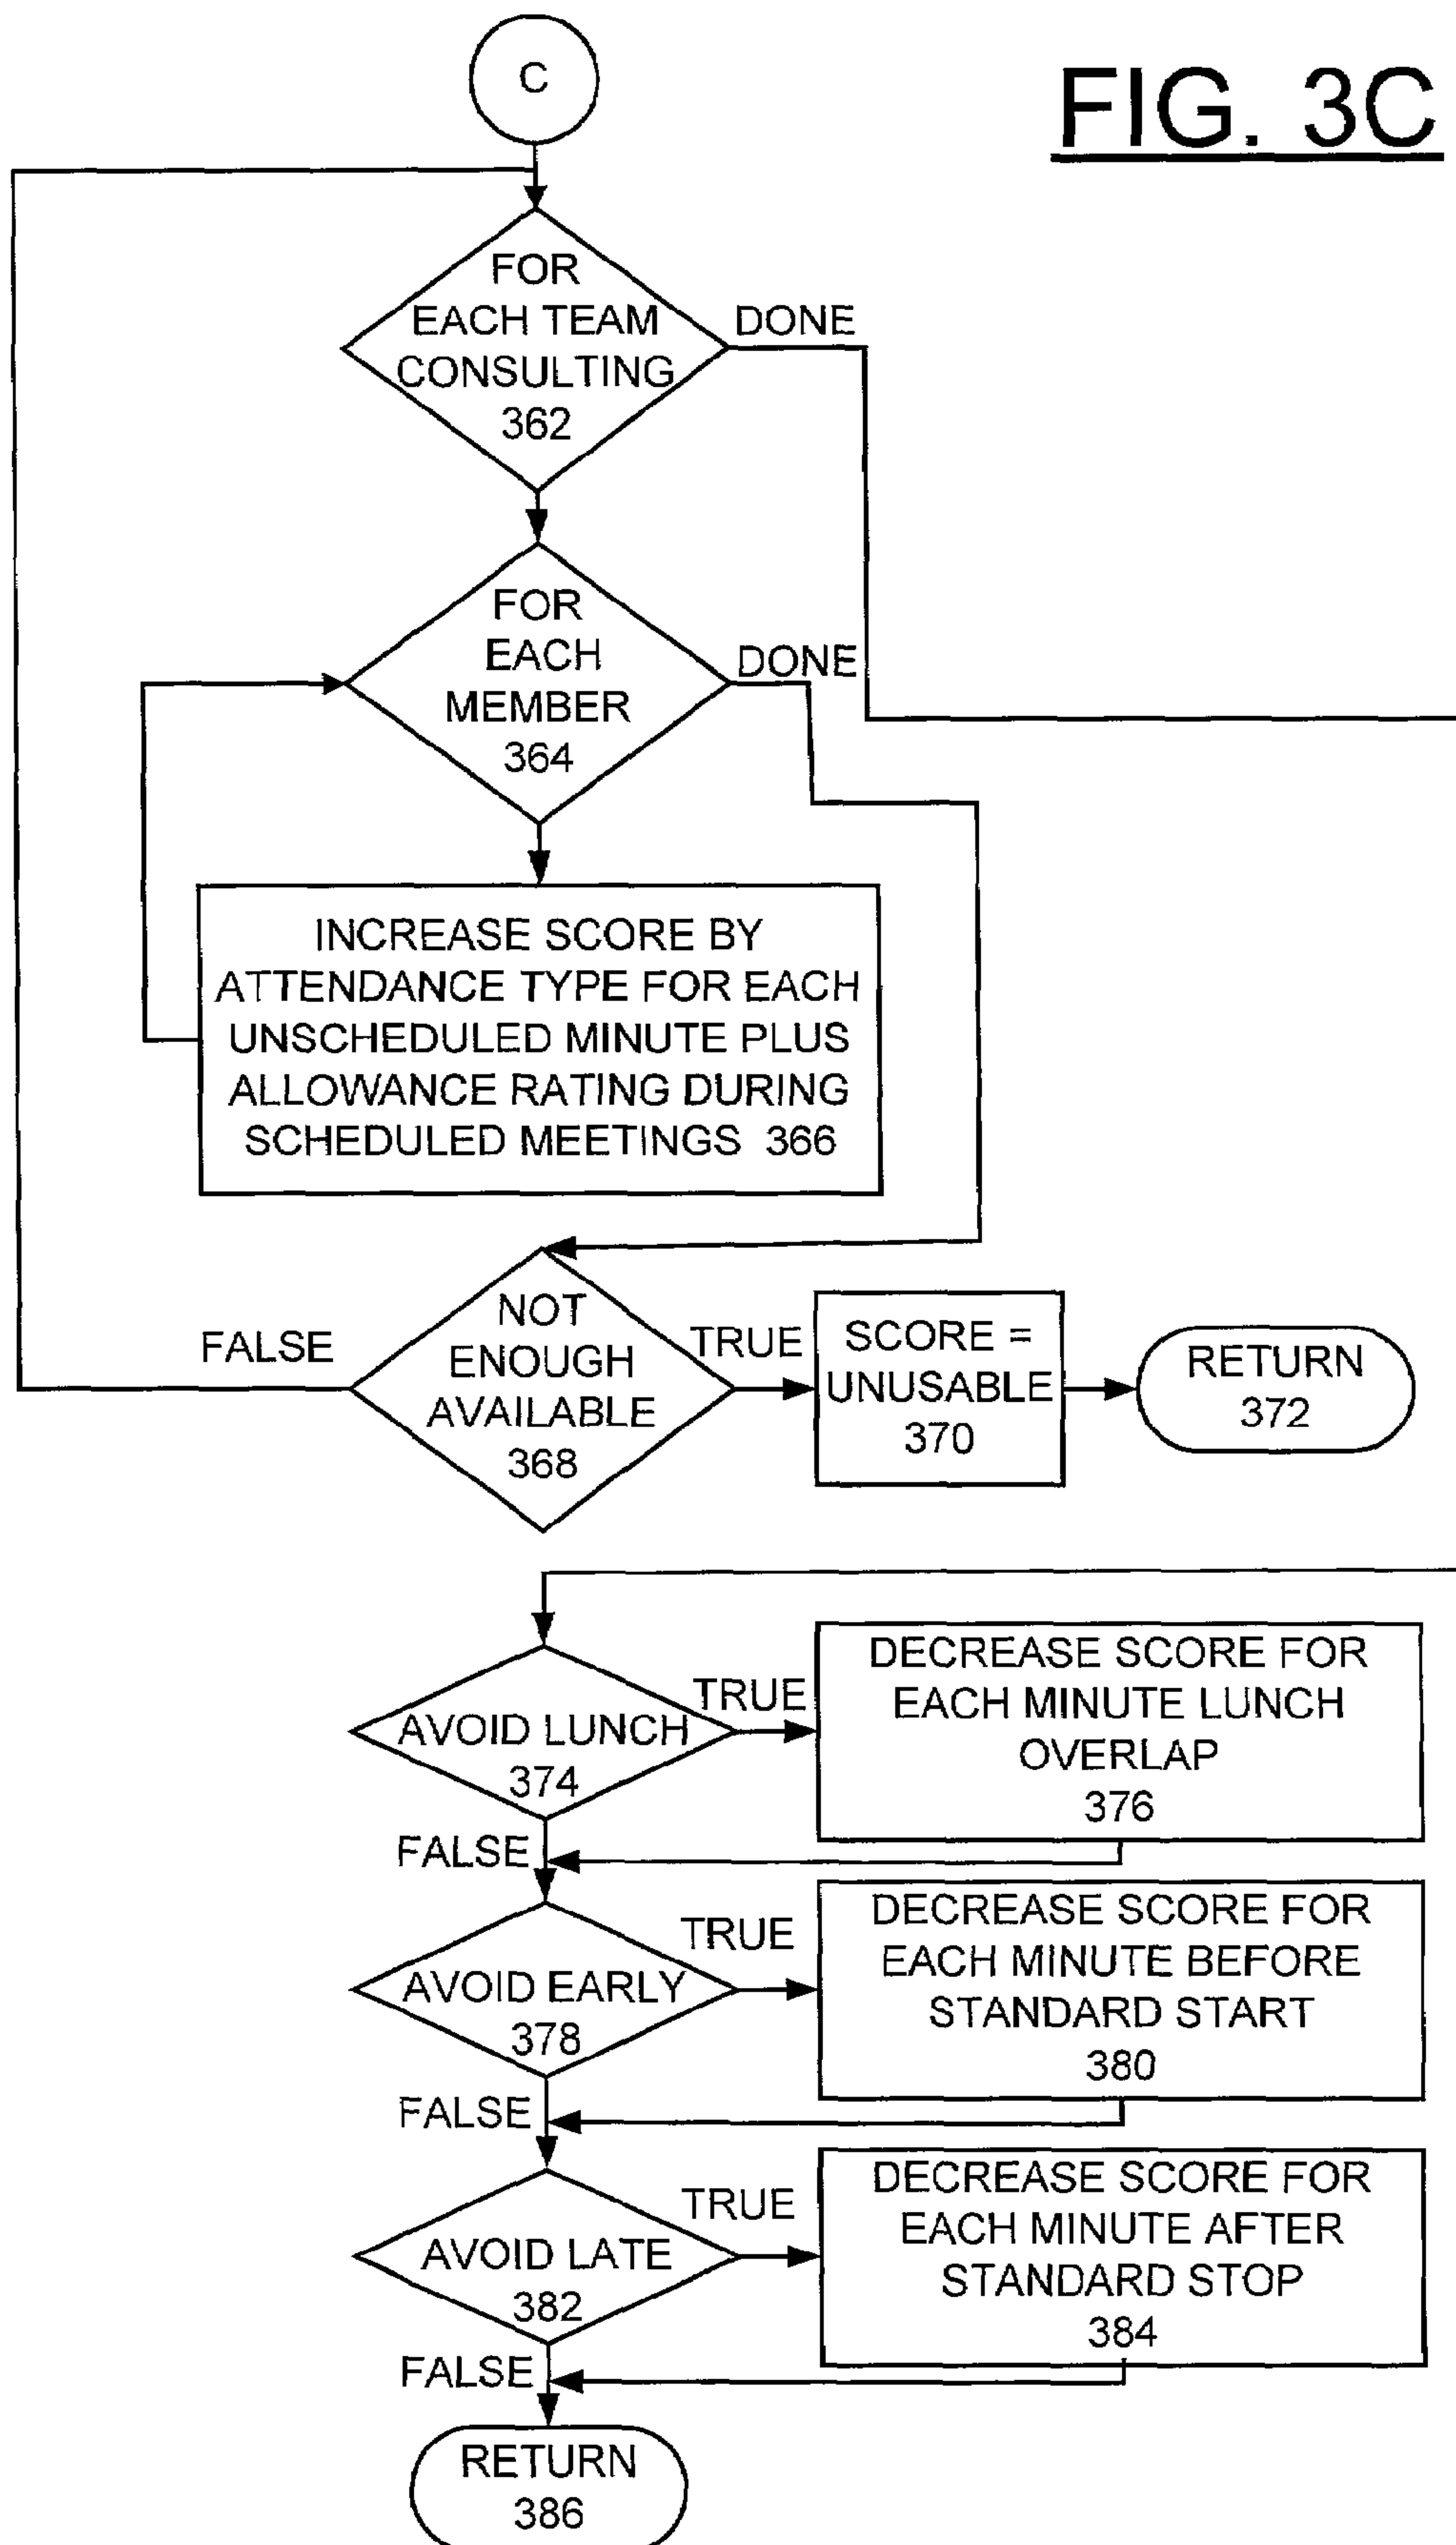 C
FIG. 3C
FOR
EACH TEAM
CONSULTING
362
DONE
FOR
EACH
MEMBER
364
DONE
INCREASE SCORE BY
ATTENDANCE TYPE FOR EACH
UNSCHEDULED MINUTE PLUS
ALLOWANCE RATING DURING
SCHEDULED MEETINGS 366
NOT
ENOUGH
AVAILABLE
368
FALSE
TRUE
SCORE =
UNUSABLE
370
RETURN
372
AVOID LUNCH
374
TRUE
DECREASE SCORE FOR
EACH MINUTE LUNCH
OVERLAP
376
FALSE
AVOID EARLY
378
TRUE
DECREASE SCORE FOR
EACH MINUTE BEFORE
STANDARD START
380
FALSE
AVOID LATE
382
TRUE
DECREASE SCORE FOR
EACH MINUTE AFTER
STANDARD STOP
384
FALSE
RETURN
386